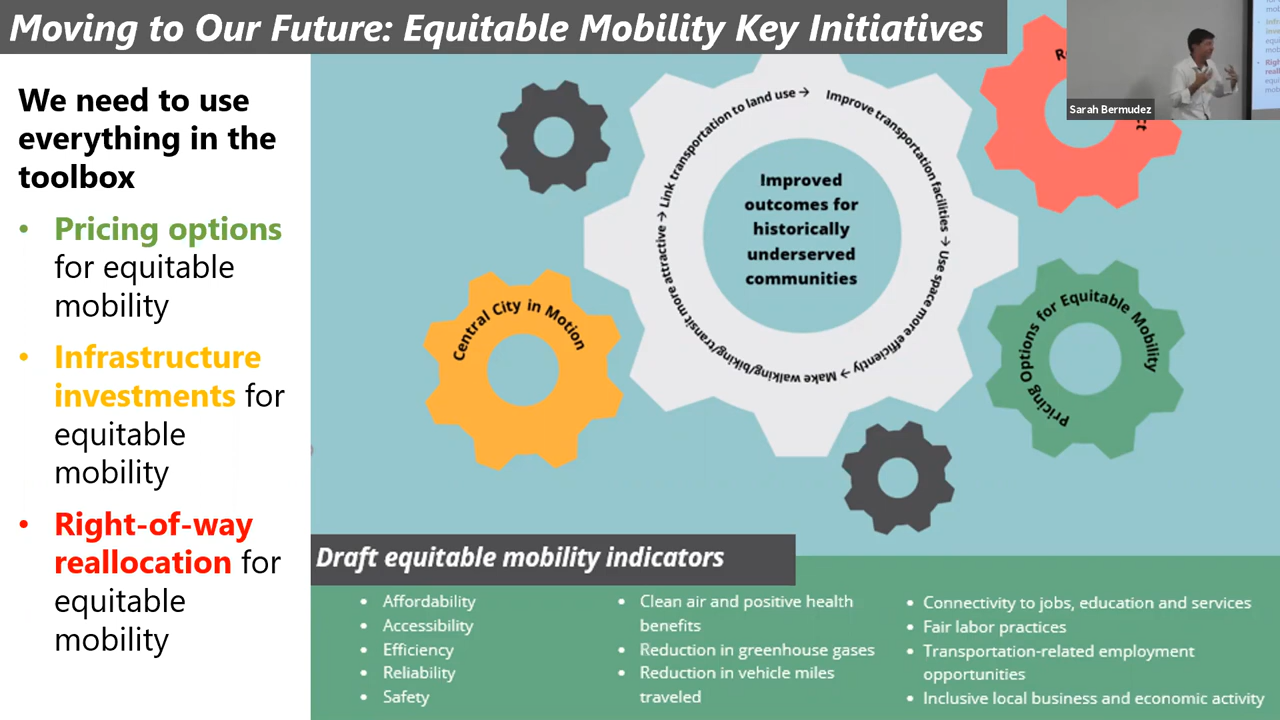 Moving to Our Future: Equitable Mobility Key Initiatives
We need to use
everything in the
toolbox
• Pricing options
for equitable
mobility
• Infrastructure
investments for
equitable
mobility
• Right-of-way
reallocation for
equitable
mobility
Link transportation to land use →
Improve transportation facilities →
Use space more efficiently →
Make walking/biking/transit more attractive →
Improved
outcomes for
historically
underserved
communities
Central City in Motion
Pricing Options for Equitable Mobility
Sarah Bermudez
Draft equitable mobility indicators
• Affordability
• Accessibility
• Efficiency
• Reliability
• Safety
• Clean air and positive health
benefits
• Reduction in greenhouse gases
• Reduction in vehicle miles
traveled
• Connectivity to jobs, education and services
• Fair labor practices
• Transportation-related employment
opportunities
• Inclusive local business and economic activity